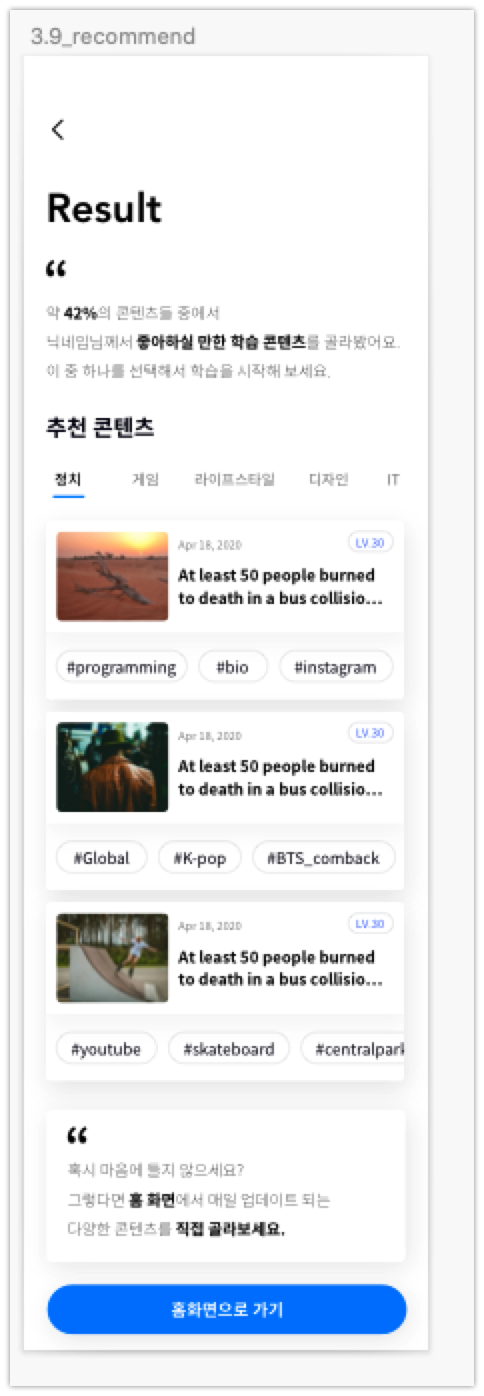 3.9_recommend
Result
“
약 42%의 콘텐츠들 중에서
닉네임님께서 좋아하실 만한 학습 콘텐츠를 골라봤어요.
이 중 하나를 선택해서 학습을 시작해 보세요.
추천 콘텐츠
정치 게임 라이프스타일 디자인 IT
Apr 18, 2020 LV.30
At least 50 people burned
to death in a bus collisio...
#programming #bio #instagram
Apr 18, 2020 LV.30
At least 50 people burned
to death in a bus collisio...
#Global #K-pop #BTS_comback
Apr 18, 2020 LV.30
At least 50 people burned
to death in a bus collisio...
#youtube #skateboard #centralpark
“
혹시 마음에 들지 않으세요?
그렇다면 홈 화면에서 매일 업데이트 되는
다양한 콘텐츠를 직접 골라보세요.
홈화면으로 가기